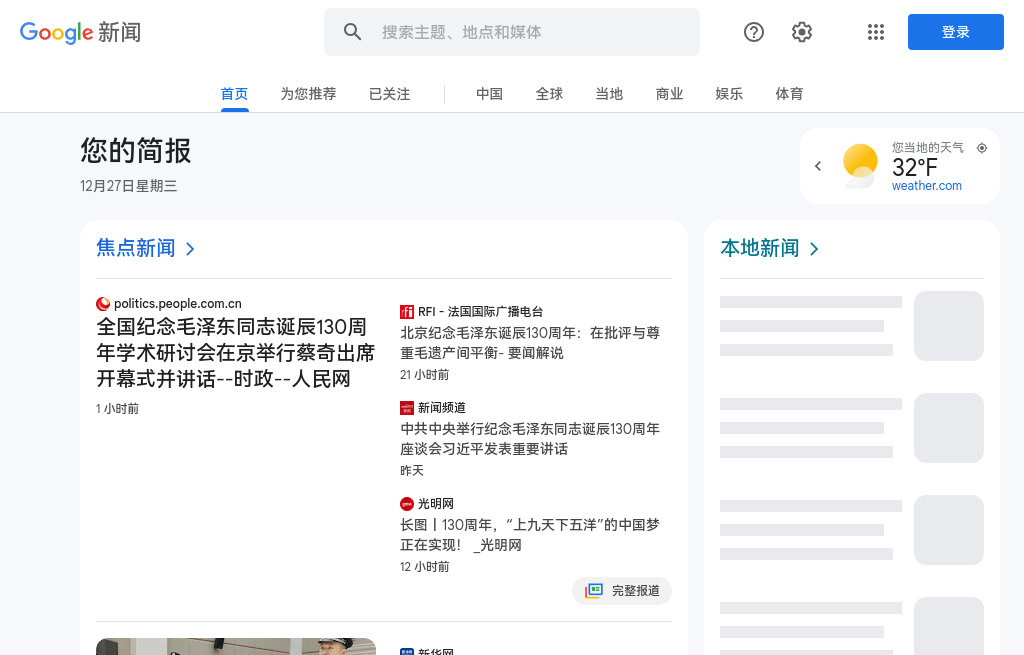 Google 新闻
搜索主题、地点和媒体
登录
首页
为您推荐
已关注
中国
全球
当地
商业
娱乐
体育
您的简报
12月27日星期三
您当地的天气
32°F
weather.com
焦点新闻
politics.people.com.cn
全国纪念毛泽东同志诞辰130周
年学术研讨会在京举行蔡奇出席
开幕式并讲话--时政--人民网
1 小时前
RFI - 法国国际广播电台
北京纪念毛泽东诞辰130周年：在批评与尊
重毛遗产间平衡- 要闻解说
21 小时前
新闻频道
中共中央举行纪念毛泽东同志诞辰130周年
座谈会习近平发表重要讲话
昨天
光明网
长图丨130周年，“上九天下五洋”的中国梦
正在实现！ _光明网
12 小时前
完整报道
新华网
本地新闻